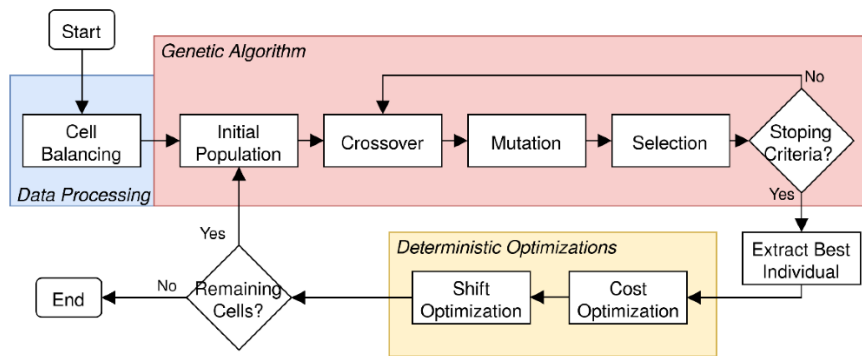 Start
Genetic Algorithm
No
Cell
Balancing
Initial
Population
Crossover
Mutation
Selection
Stoping
Criteria?
Data Processing
Yes
Yes
Deterministic Optimizations
Extract Best
Individual
End
No
Remaining
Cells?
Shift
Optimization
Cost
Optimization